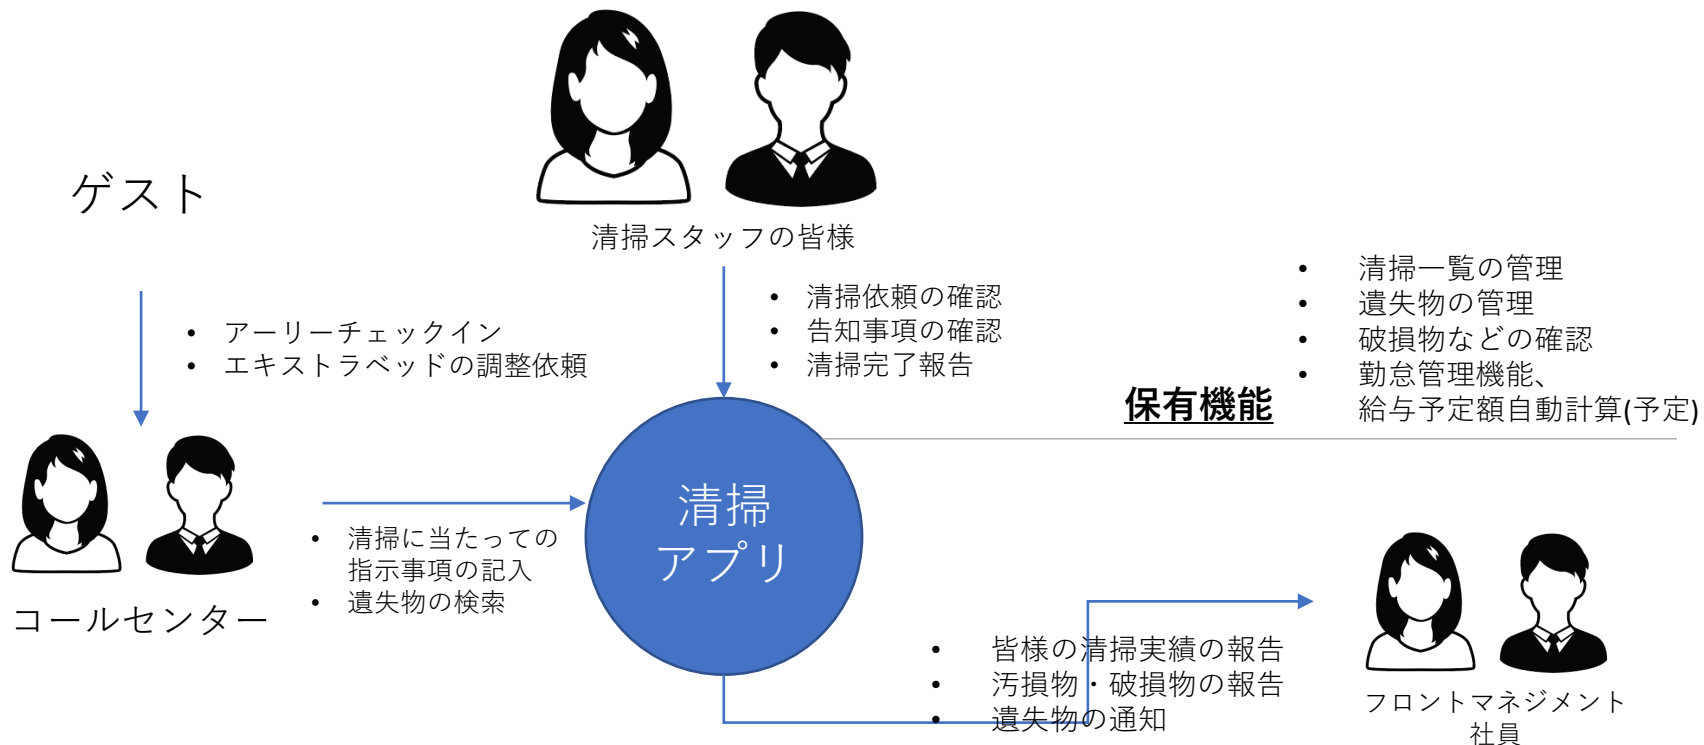 ゲスト
清掃スタッフの皆様
• アーリーチェックイン
• エキストラベッドの調整依頼
• 清掃依頼の確認
• 告知事項の確認
• 清掃完了報告
• 清掃一覧の管理
• 遺失物の管理
• 破損物などの確認
• 勤怠管理機能、
給与予定額自動計算(予定)
保有機能
清掃
アプリ
• 清掃に当たっての
指示事項の記入
• 遺失物の検索
コールセンター
• 皆様の清掃実績の報告
• 汚損物・破損物の報告
• 遺失物の通知
フロントマネジメント
社員